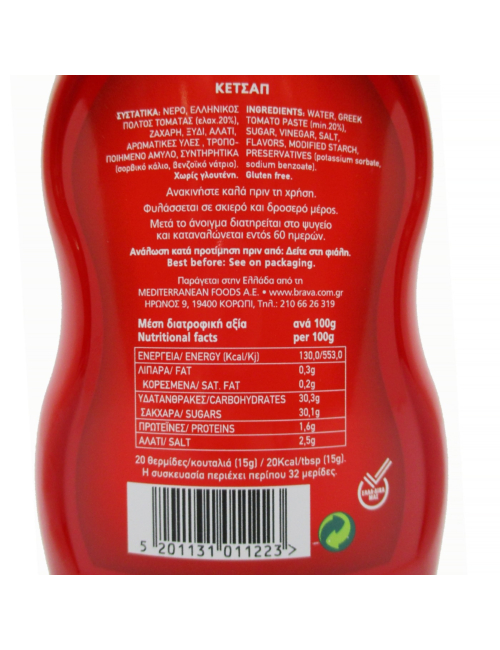 ΚΕΤΣΑΠ
ΣΥΣΤΑΤΙΚΑ: ΝΕΡΟ, ΕΛΛΗΝΙΚΟΣ
ΠΟΛΤΟΣ ΤΟΜΑΤΑΣ (ελαχ.20%),
ΖΑΧΑΡΗ, ΞΥΔΙ, ΑΛΑΤΙ,
ΑΡΩΜΑΤΙΚΕΣ ΥΛΕΣ , ΤΡΟΠΟ-
ΠΟΙΗΜΕΝΟ ΑΜΥΛΟ, ΣΥΝΤΗΡΗΤΙΚΑ
(σορβικό κάλιο, βενζοϊκό νάτριο).
Χωρίς γλουτένη.
INGREDIENTS: WATER, GREEK
TOMATO PASTE (min.20%),
SUGAR, VINEGAR, SALT,
FLAVORS, MODIFIED STARCH,
PRESERVATIVES (potassium sorbate,
sodium benzoate).
Gluten free.
Ανακινήστε καλά πριν τη χρήση.
Φυλάσσεται σε σκιερό και δροσερό μέρος.
Μετά το άνοιγμα διατηρείται στο ψυγείο
και καταναλώνεται εντός 60 ημερών.
Ανάλωση κατά προτίμηση πριν από: Δείτε στη φιάλη.
Best before: See on packaging.
Παράγεται στην Ελλάδα από τη
MEDITERRANEAN FOODS A.E. • www.brava.com.gr
ΗΡΩΝΟΣ 9, 19400 ΚΟΡΩΠΙ, Τηλ.: 210 66 26 319
Μέση διατροφική αξία ανά 100g
Nutritional facts per 100g
ΕΝΕΡΓΕΙΑ/ ENERGY (Kcal/Kj) 130,0/553,0
ΛΙΠΑΡΑ/ FAT 0,3g
ΚΟΡΕΣΜΕΝΑ/ SAT. FAT 0,2g
ΥΔΑΤΑΝΘΡΑΚΕΣ/CARBOHYDRATES 30,3g
ΣΑΚΧΑΡΑ/ SUGARS 30,1g
ΠΡΩΤΕΪΝΕΣ/ PROTEINS 1,6g
ΑΛΑΤΙ/ SALT 2,5g
20 θερμίδες/κουταλιά (15g) / 20Kcal/tbsp (15g).
Η συσκευασία περιέχει περίπου 32 μερίδες.
5 201131 011223 >